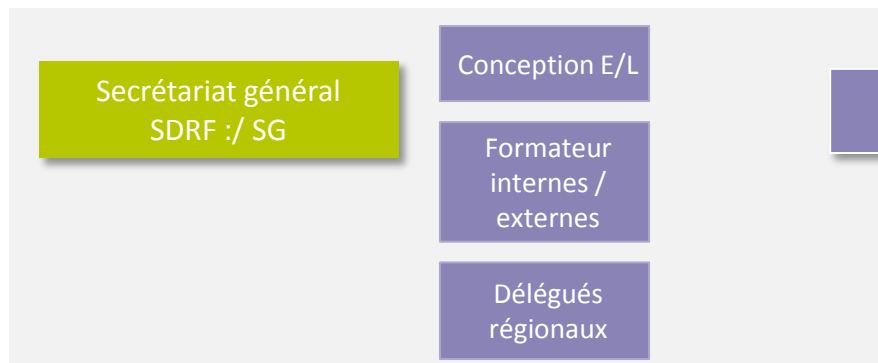 Secrétariat général
SDRF :/ SG
Conception E/L
Formateur
internes /
externes
Délégués
régionaux